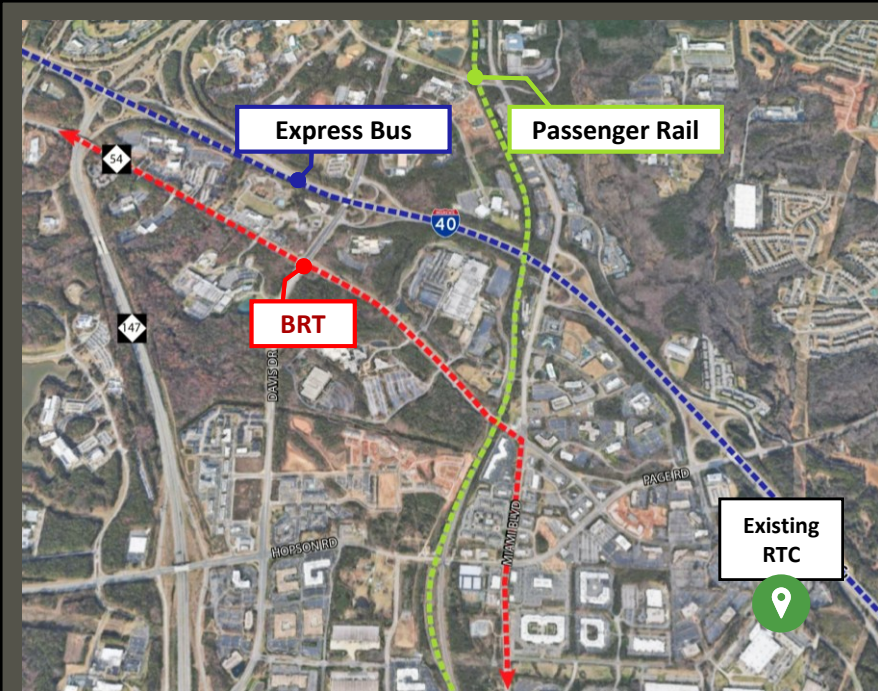 Express Bus
Passenger Rail
54
40
BRT
147
DAVIS DR
PAGE RD
Existing
RTC
MIAMI BLVD
HOPSON RD